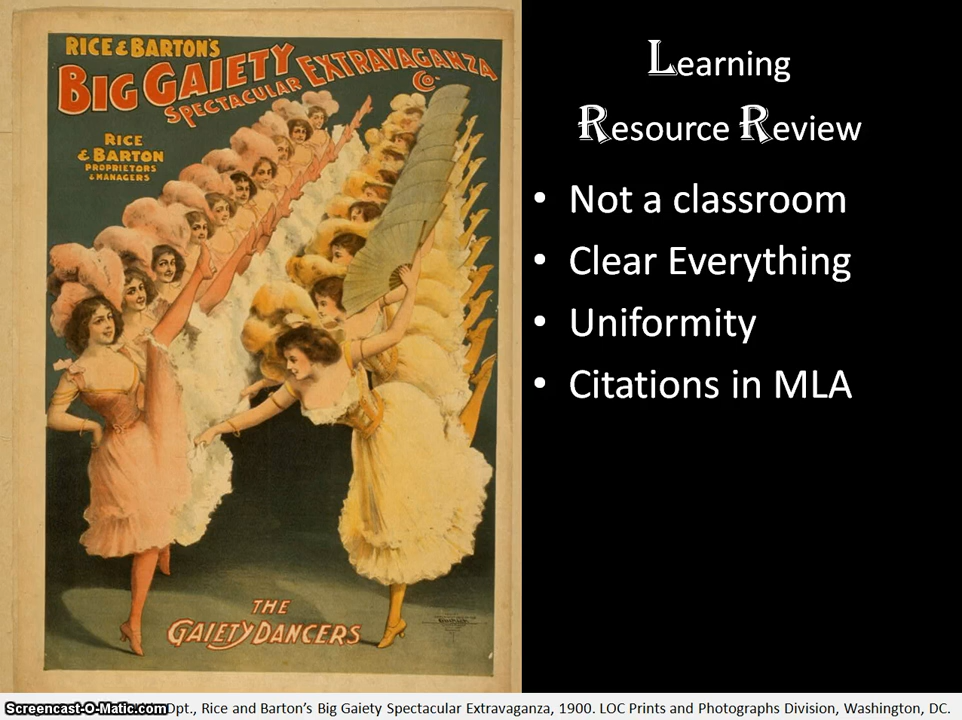 RICE & BARTON'S
BIG GAIETY
SPECTACULAR EXTRAVAGANZA
CO.
RICE
& BARTON
PROPRIETORS
& MANAGERS
THE
GAIETY DANCERS
Learning
Resource Review
• Not a classroom
• Clear Everything
• Uniformity
• Citations in MLA
Screencast-O-Matic.com Dpt., Rice and Barton's Big Gaiety Spectacular Extravaganza, 1900. LOC Prints and Photographs Division, Washington, DC.